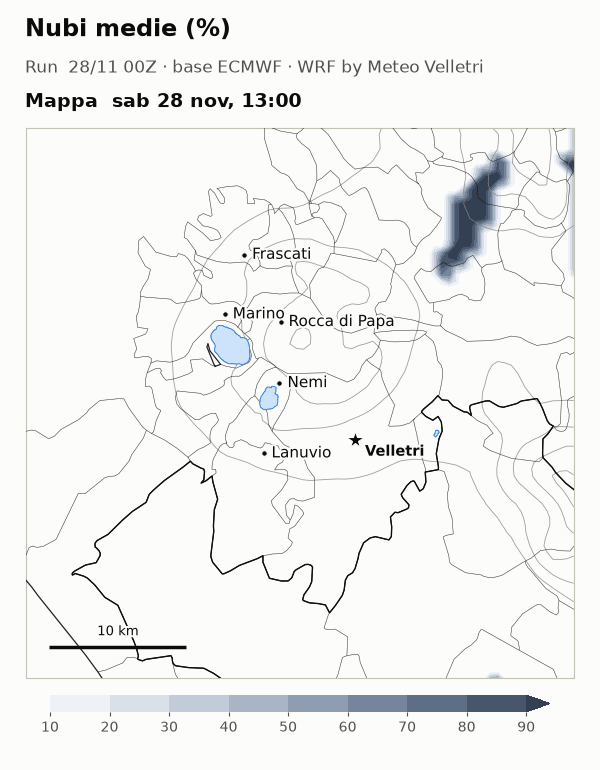 Nubi medie (%)
Run  28/11 00Z · base ECMWF · WRF by Meteo Velletri
Mappa  sab 28 nov, 13:00
Frascati
Marino
Rocca di Papa
Nemi
Velletri
Lanuvio
10 km
10 20 30 40 50 60 70 80 90